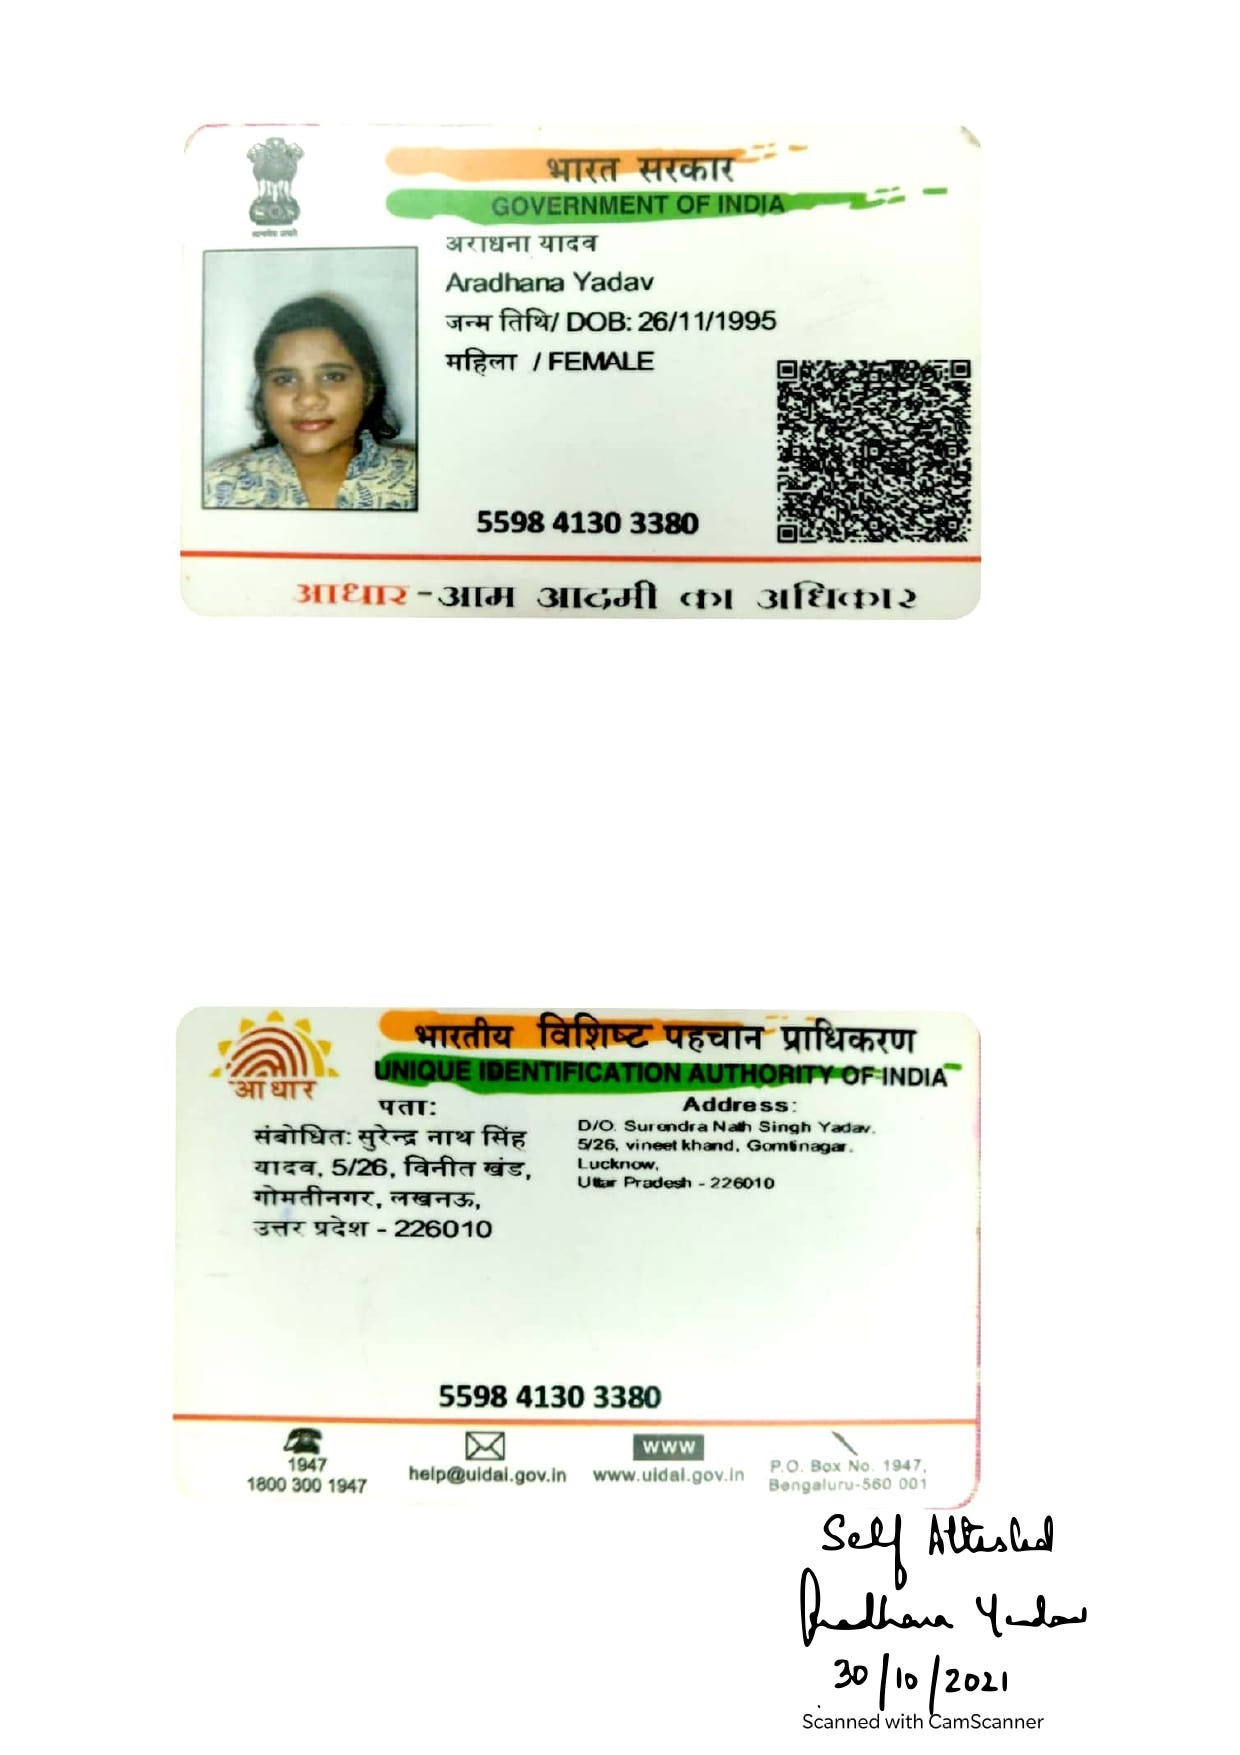 भारत सरकार
GOVERNMENT OF INDIA
अराधना यादव
Aradhana Yadav
जन्म तिथि/ DOB: 26/11/1995
महिला / FEMALE
5598 4130 3380
आधार - आम आदमी का अधिकार
भारतीय विशिष्ट पहचान प्राधिकरण
UNIQUE IDENTIFICATION AUTHORITY OF INDIA
आधार
पता:
संबोधित: सुरेन्द्र नाथ सिंह
यादव, 5/26, विनीत खंड,
गोमतीनगर, लखनऊ,
उत्तर प्रदेश - 226010
Address:
D/O. Surendra Nath Singh Yadav,
5/26, vineet khand, Gomtinagar,
Lucknow,
Uttar Pradesh - 226010
5598 4130 3380
1947
1800 300 1947
help@uidai.gov.in
WWW
www.uidai.gov.in
P.O. Box No. 1947,
Bengaluru-560 001
Self Attested
Aradhana Yadav
30/10/2021
Scanned with CamScanner